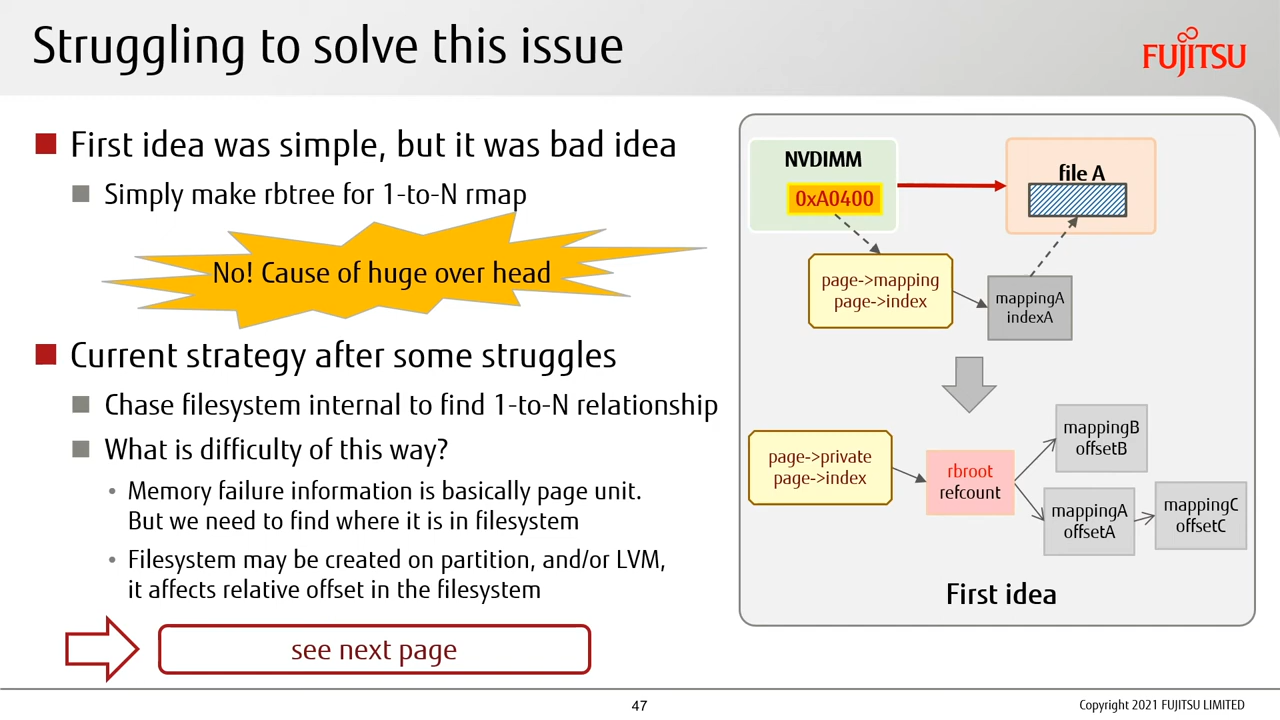 Struggling to solve this issue
FUJITSU
First idea was simple, but it was bad idea
Simply make rbtree for 1-to-N rmap
No! Cause of huge over head
Current strategy after some struggles
Chase filesystem internal to find 1-to-N relationship
What is difficulty of this way?
Memory failure information is basically page unit.
But we need to find where it is in filesystem
Filesystem may be created on partition, and/or LVM,
it affects relative offset in the filesystem
see next page
NVDIMM
0xA0400
file A
page->mapping
page->index
mappingA
indexA
page->private
page->index
rbroot
refcount
mappingB
offsetB
mappingA
offsetA
mappingC
offsetC
First idea
47
Copyright 2021 FUJITSU LIMITED